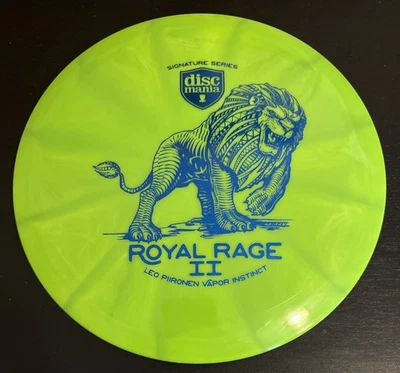 SIGNATURE SERIES
disc
mania
ROYAL RAGE
II
LEO PIIRONEN VAPOR INSTINCT